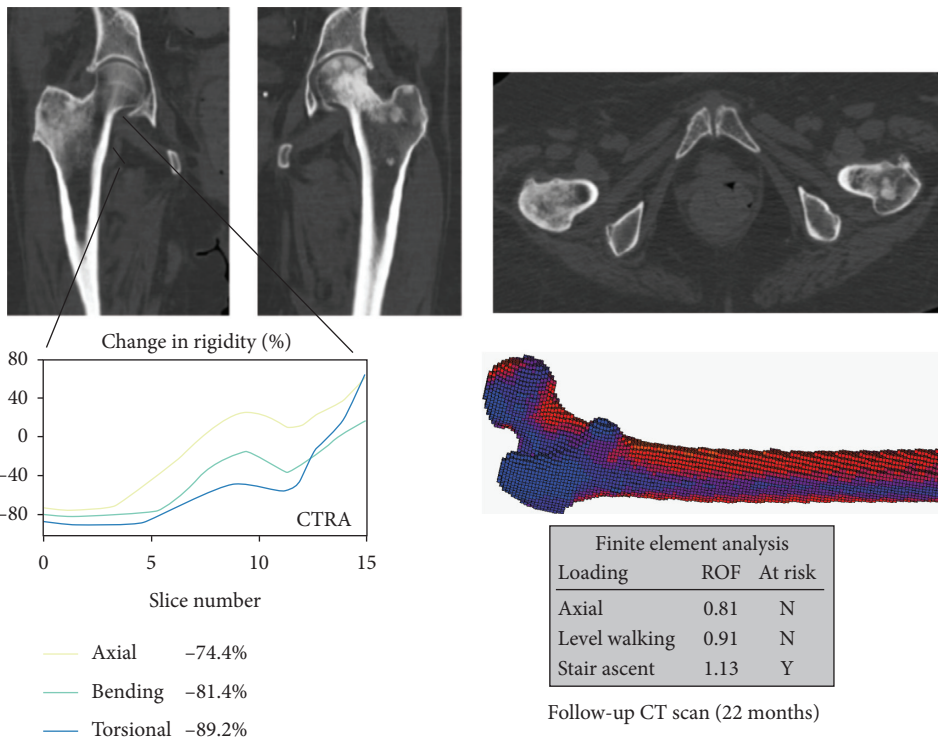 Change in rigidity (%)
80
40
0
–40
–80
CTRA
0 5 10 15
Slice number
Axial –74.4%
Bending –81.4%
Torsional –89.2%
Finite element analysis
Loading ROF At risk
Axial 0.81 N
Level walking 0.91 N
Stair ascent 1.13 Y
Follow-up CT scan (22 months)